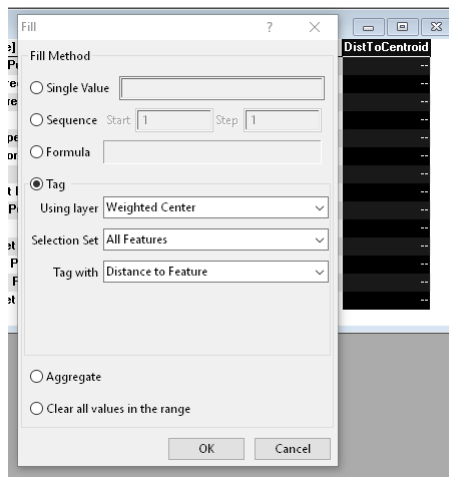 Fill
?
Fill Method
DistToCentroid
Single Value
Sequence Start 1 Step 1
Formula
Tag
Using layer Weighted Center
Selection Set All Features
Tag with Distance to Feature
Aggregate
Clear all values in the range
OK Cancel
--
--
--
--
--
--
--
--
--
--
--
--
--
--